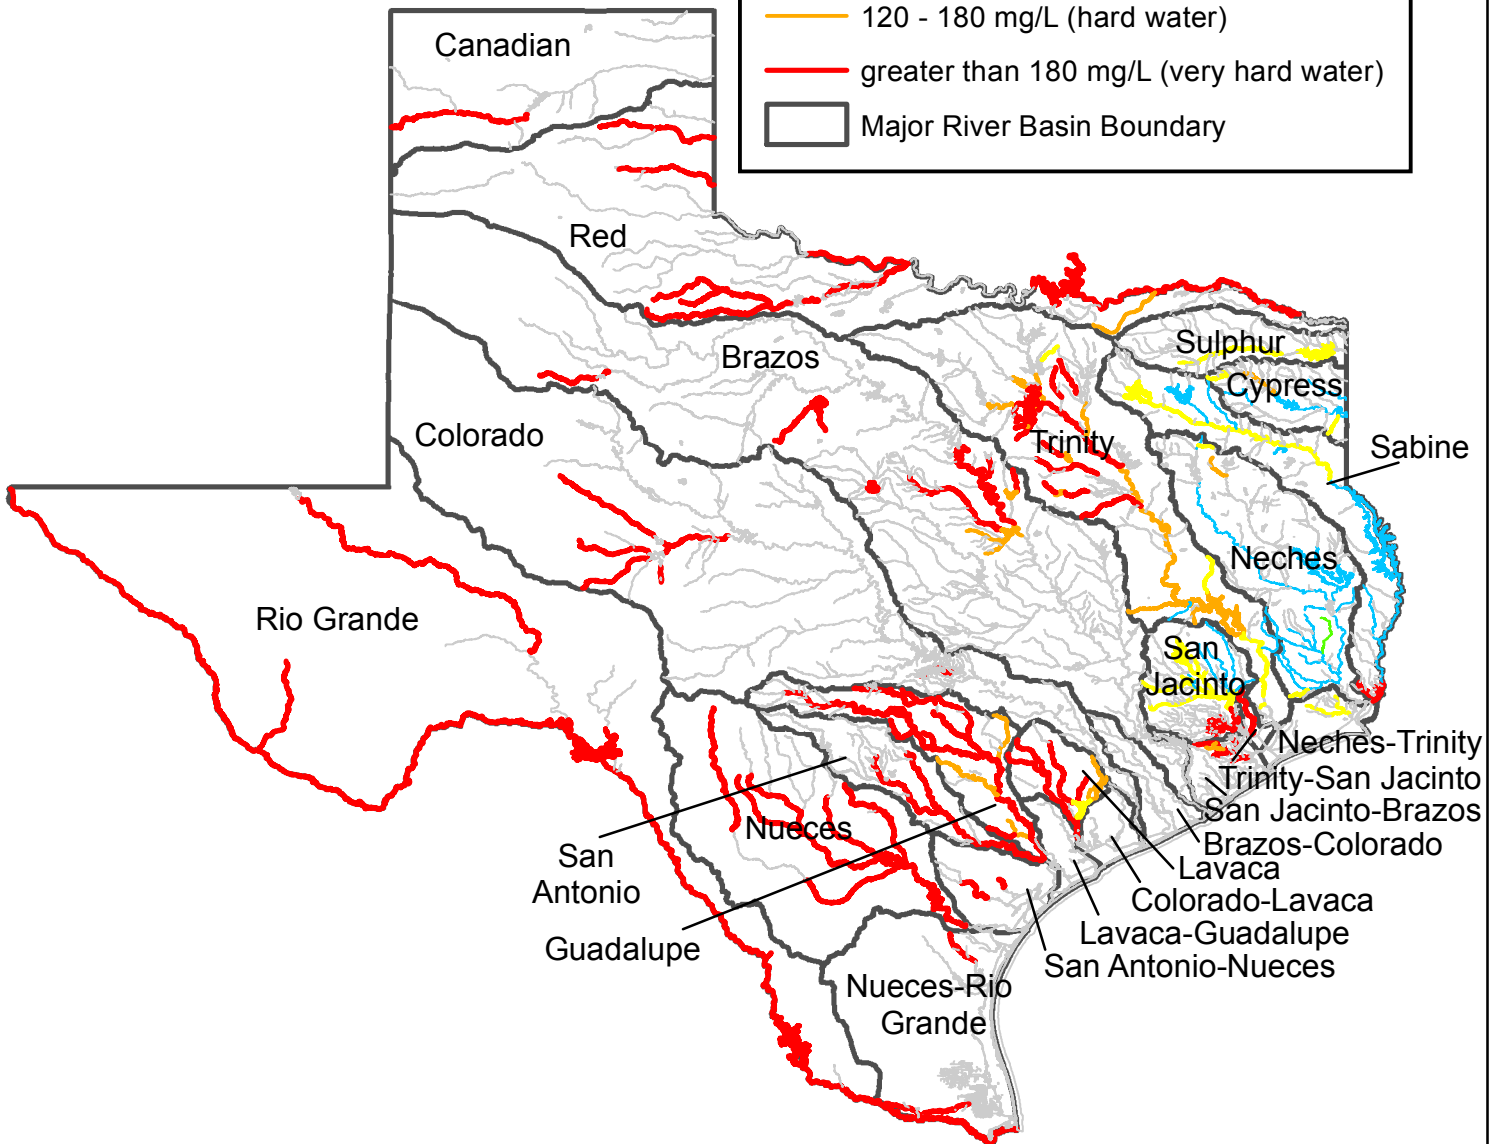 120 - 180 mg/L (hard water)
greater than 180 mg/L (very hard water)
Major River Basin Boundary
Canadian
Red
Sulphur
Cypress
Brazos
Colorado
Trinity
Sabine
Neches
Rio Grande
San
Jacinto
Neches-Trinity
Trinity-San Jacinto
San Jacinto-Brazos
Brazos-Colorado
Lavaca
Colorado-Lavaca
Lavaca-Guadalupe
San Antonio-Nueces
Nueces
San
Antonio
Guadalupe
Nueces-Rio
Grande